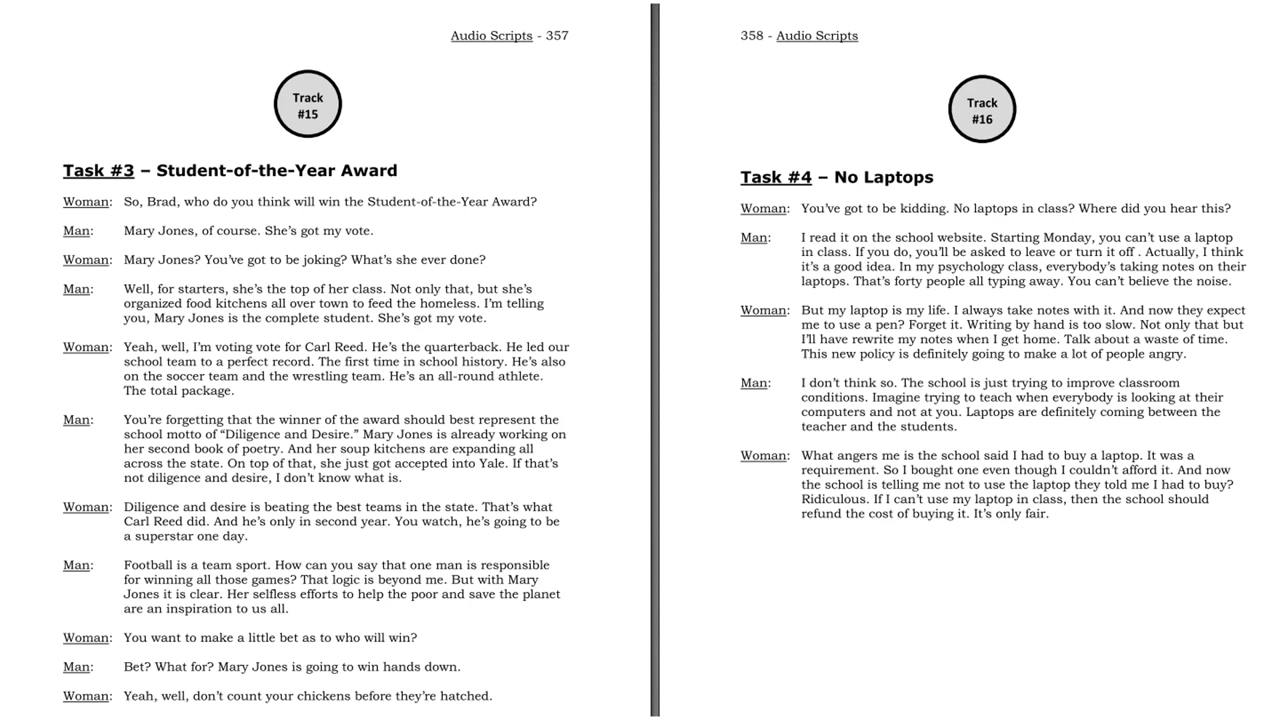 Audio Scripts - 357
Track
#15
Task #3 – Student-of-the-Year Award
Woman: So, Brad, who do you think will win the Student-of-the-Year Award?
Man: Mary Jones, of course. She’s got my vote.
Woman: Mary Jones? You’ve got to be joking? What’s she ever done?
Man: Well, for starters, she’s the top of her class. Not only that, but she’s
organized food kitchens all over town to feed the homeless. I’m telling
you, Mary Jones is the complete student. She’s got my vote.
Woman: Yeah, well, I’m voting vote for Carl Reed. He’s the quarterback. He led our
school team to a perfect record. The first time in school history. He’s also
on the soccer team and the wrestling team. He’s an all-round athlete.
The total package.
Man: You’re forgetting that the winner of the award should best represent the
school motto of “Diligence and Desire.” Mary Jones is already working on
her second book of poetry. And her soup kitchens are expanding all
across the state. On top of that, she just got accepted into Yale. If that’s
not diligence and desire, I don’t know what is.
Woman: Diligence and desire is beating the best teams in the state. That’s what
Carl Reed did. And he’s only in second year. You watch, he’s going to be
a superstar one day.
Man: Football is a team sport. How can you say that one man is responsible
for winning all those games? That logic is beyond me. But with Mary
Jones it is clear. Her selfless efforts to help the poor and save the planet
are an inspiration to us all.
Woman: You want to make a little bet as to who will win?
Man: Bet? What for? Mary Jones is going to win hands down.
Woman: Yeah, well, don’t count your chickens before they’re hatched.
358 - Audio Scripts
Track
#16
Task #4 – No Laptops
Woman: You’ve got to be kidding. No laptops in class? Where did you hear this?
Man: I read it on the school website. Starting Monday, you can’t use a laptop
in class. If you do, you’ll be asked to leave or turn it off . Actually, I think
it’s a good idea. In my psychology class, everybody’s taking notes on their
laptops. That’s forty people all typing away. You can’t believe the noise.
Woman: But my laptop is my life. I always take notes with it. And now they expect
me to use a pen? Forget it. Writing by hand is too slow. Not only that but
I’ll have rewrite my notes when I get home. Talk about a waste of time.
This new policy is definitely going to make a lot of people angry.
Man: I don’t think so. The school is just trying to improve classroom
conditions. Imagine trying to teach when everybody is looking at their
computers and not at you. Laptops are definitely coming between the
teacher and the students.
Woman: What angers me is the school said I had to buy a laptop. It was a
requirement. So I bought one even though I couldn’t afford it. And now
the school is telling me not to use the laptop they told me I had to buy?
Ridiculous. If I can’t use my laptop in class, then the school should
refund the cost of buying it. It’s only fair.